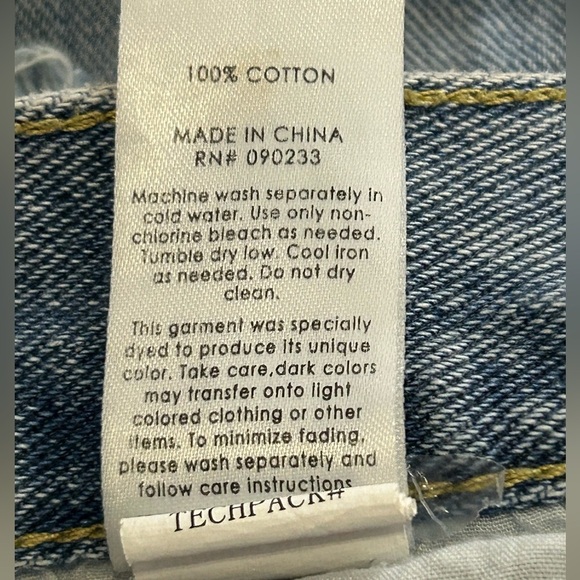 100% COTTON
MADE IN CHINA
RN# 090233
Machine wash separately in
cold water. Use only non-
chlorine bleach as needed.
Tumble dry low. Cool iron
as needed. Do not dry
clean.
This garment was specially
dyed to produce its unique
color. Take care,dark colors
may transfer onto light
colored clothing or other
items. To minimize fading,
please wash separately and
follow care instructions
TECHPACK#